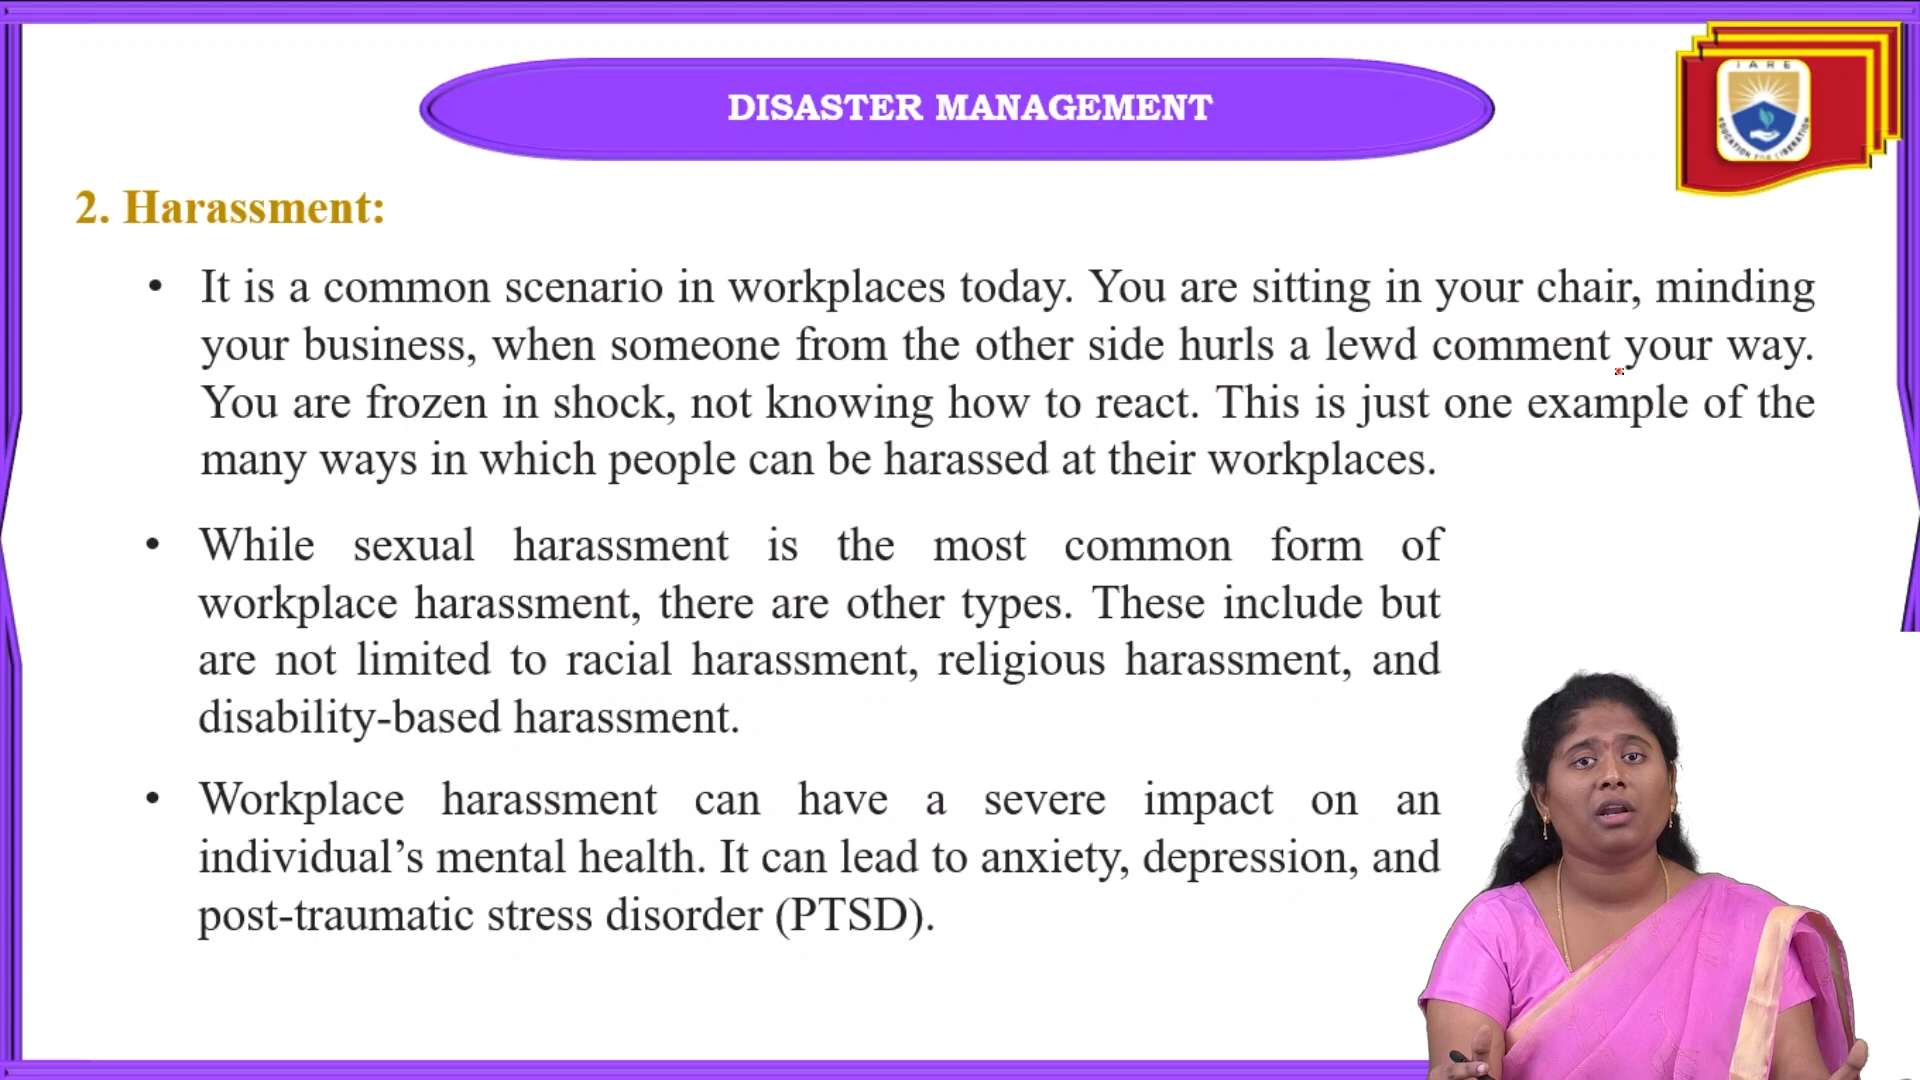 DISASTER MANAGEMENT
IARE
EDUCATION FOR LIBERATION
2. Harassment:
• It is a common scenario in workplaces today. You are sitting in your chair, minding
your business, when someone from the other side hurls a lewd comment your way.
You are frozen in shock, not knowing how to react. This is just one example of the
many ways in which people can be harassed at their workplaces.
• While sexual harassment is the most common form of
workplace harassment, there are other types. These include but
are not limited to racial harassment, religious harassment, and
disability-based harassment.
• Workplace harassment can have a severe impact on an
individual’s mental health. It can lead to anxiety, depression, and
post-traumatic stress disorder (PTSD).